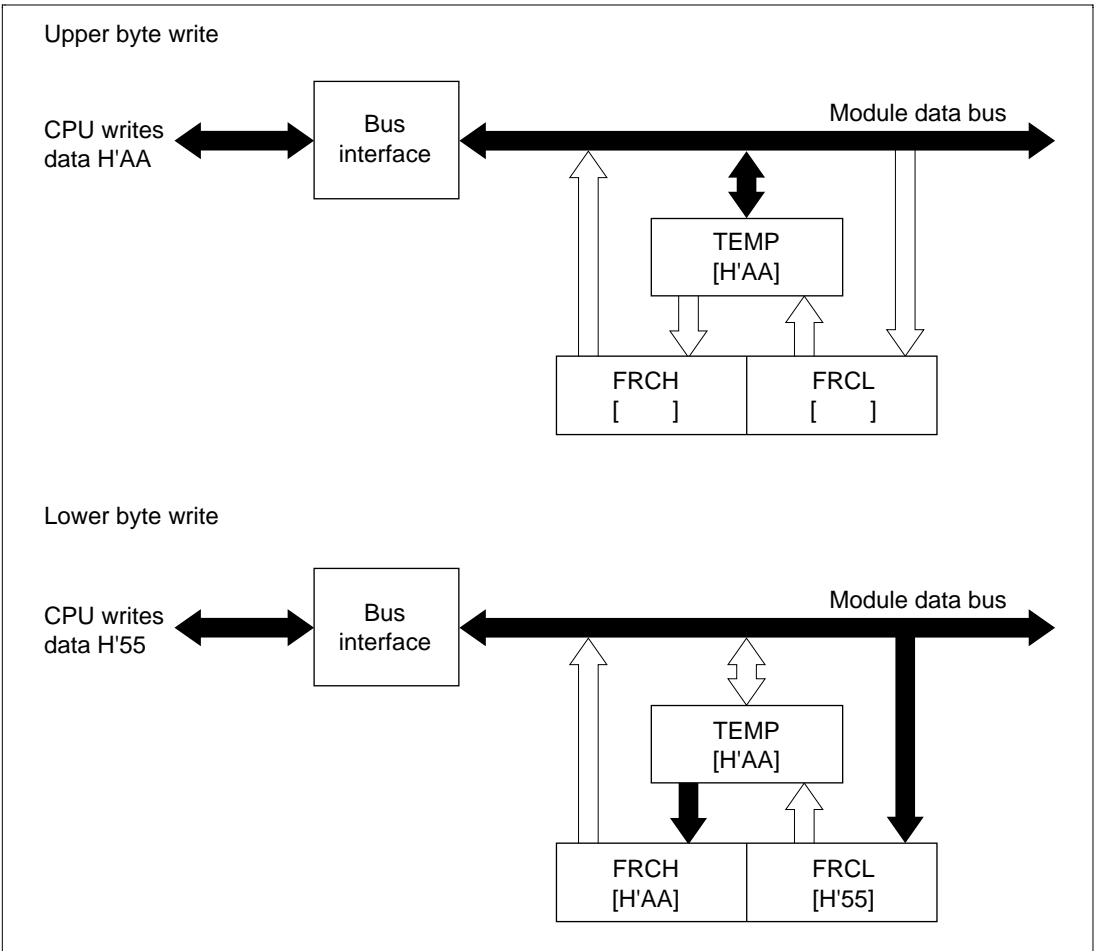 Upper byte write
CPU writes
data H'AA
Bus
interface
Module data bus
TEMP
[H'AA]
FRCH
[ ]
FRCL
[ ]
Lower byte write
CPU writes
data H'55
Bus
interface
Module data bus
TEMP
[H'AA]
FRCH
[H'AA]
FRCL
[H'55]